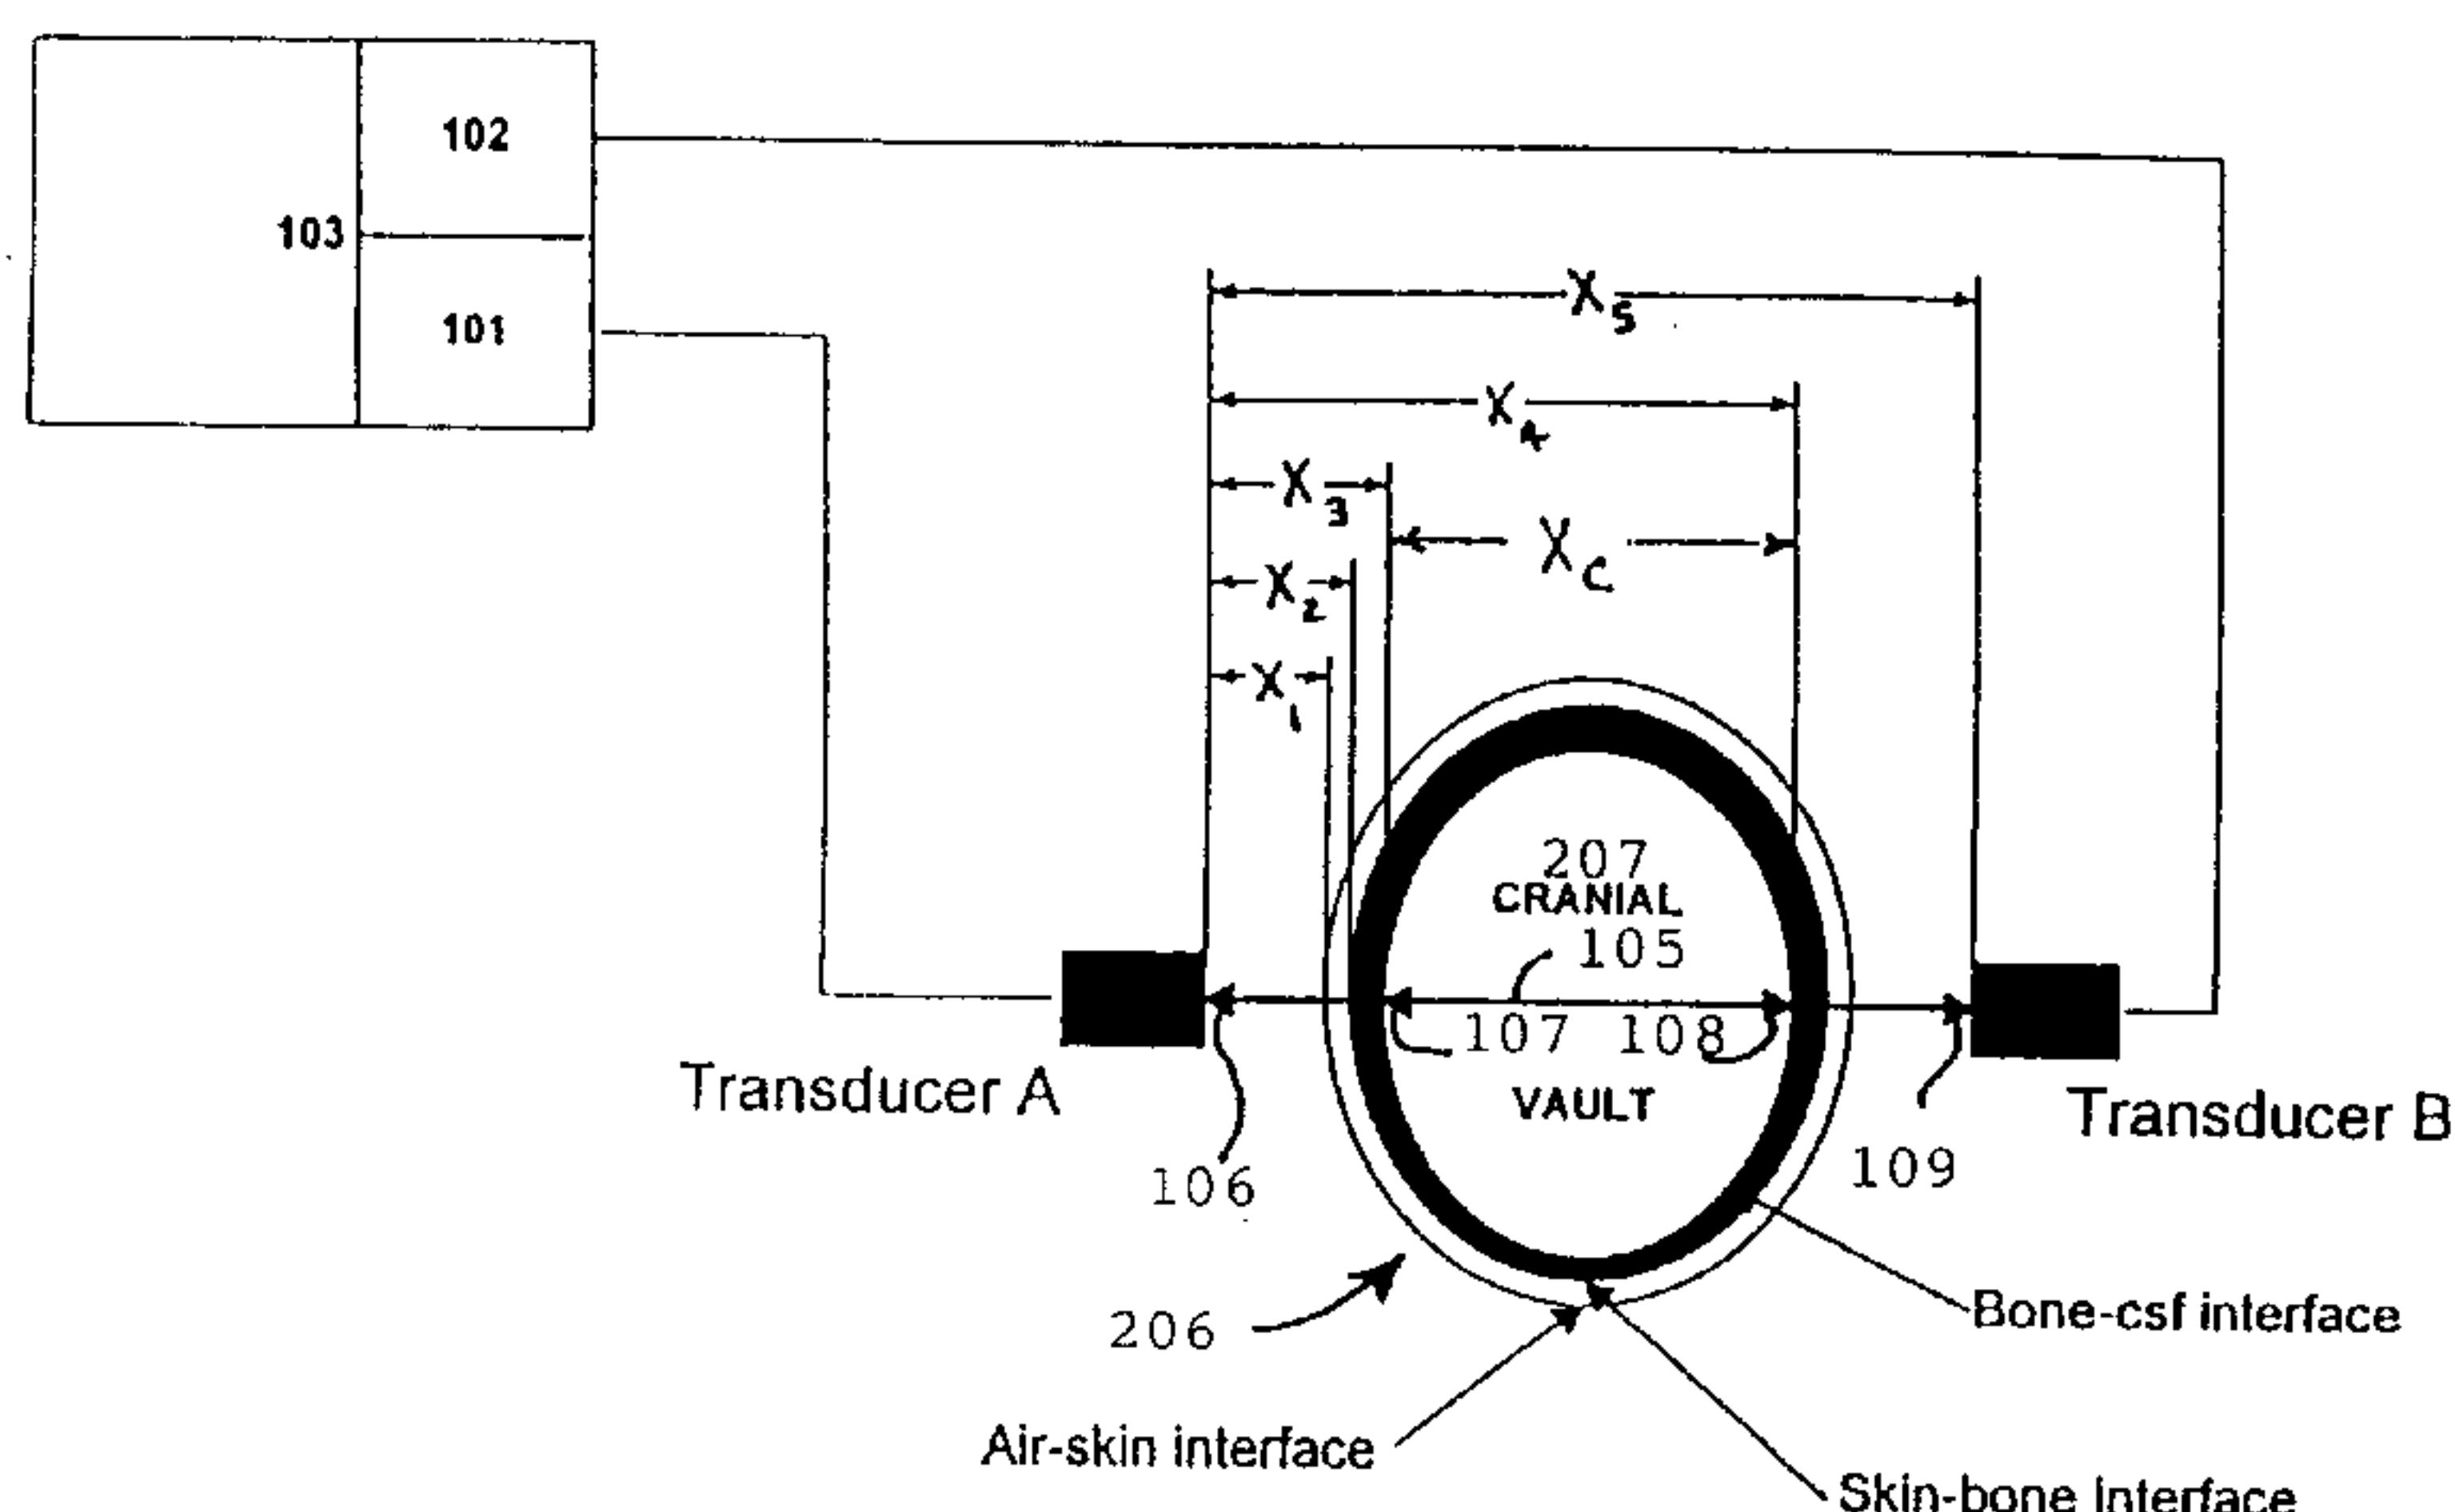 102
103
101
X5
X4
X3
XC
X2
X1
207
CRANIAL
105
107 108
VAULT
Transducer A
Transducer B
106
109
206
Bone-csf interface
Air-skin interface
Skin-bone interface